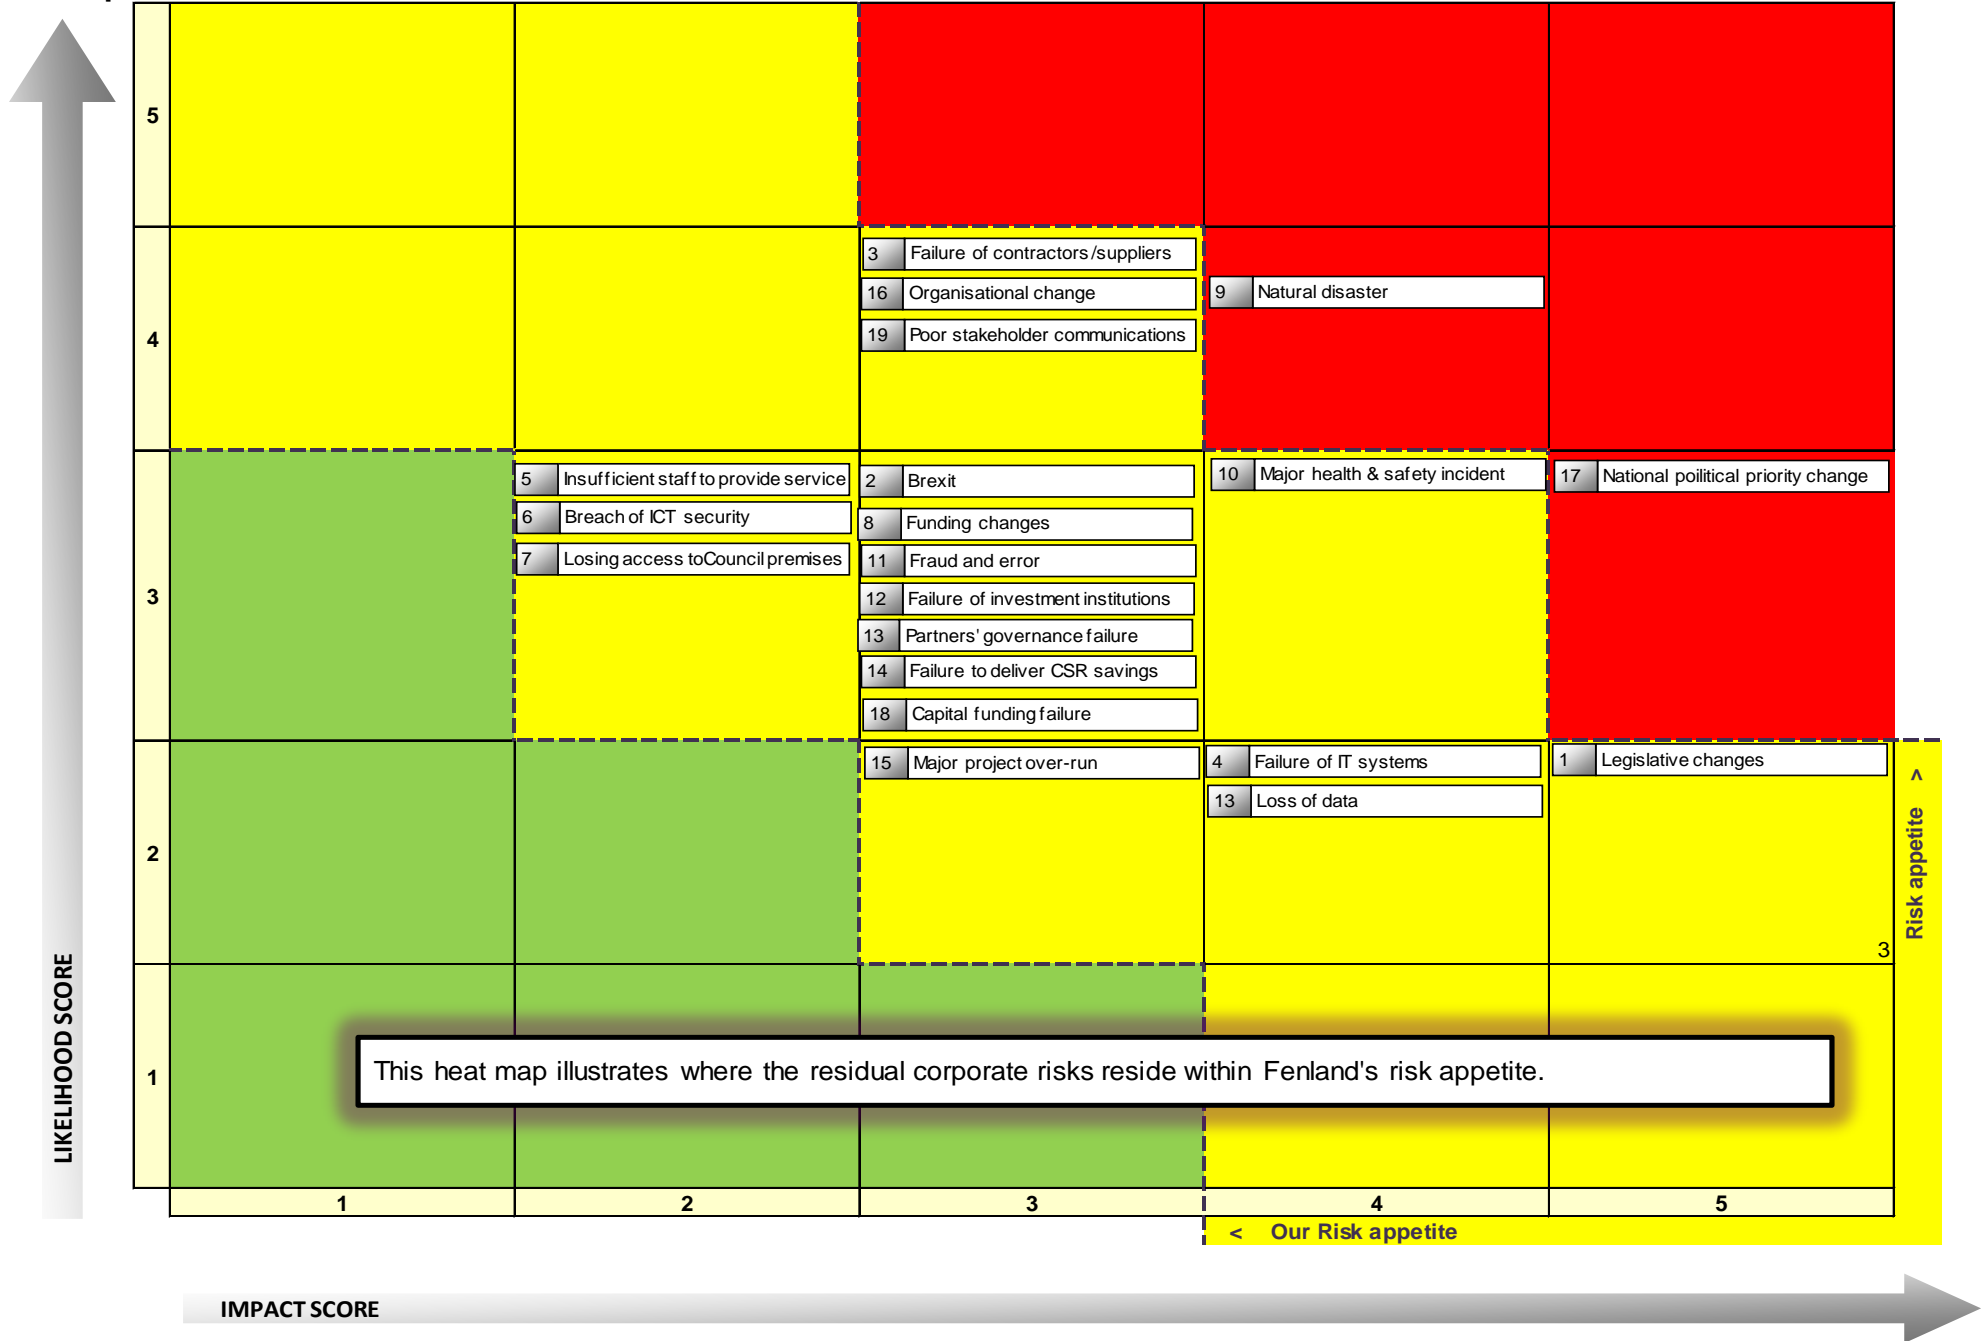 5
4
3 Failure of contractors/suppliers
16 Organisational change
19 Poor stakeholder communications
9 Natural disaster
3
5 Insufficient staff to provide service
6 Breach of ICT security
7 Losing access toCouncil premises
2 Brexit
8 Funding changes
11 Fraud and error
12 Failure of investment institutions
13 Partners' governance failure
14 Failure to deliver CSR savings
18 Capital funding failure
10 Major health & safety incident
17 National poilitical priority change
2
15 Major project over-run
4 Failure of IT systems
13 Loss of data
1 Legislative changes
3
Risk appetite >
1
This heat map illustrates where the residual corporate risks reside within Fenland's risk appetite.
1 2 3 4 5
< Our Risk appetite
LIKELIHOOD SCORE
IMPACT SCORE